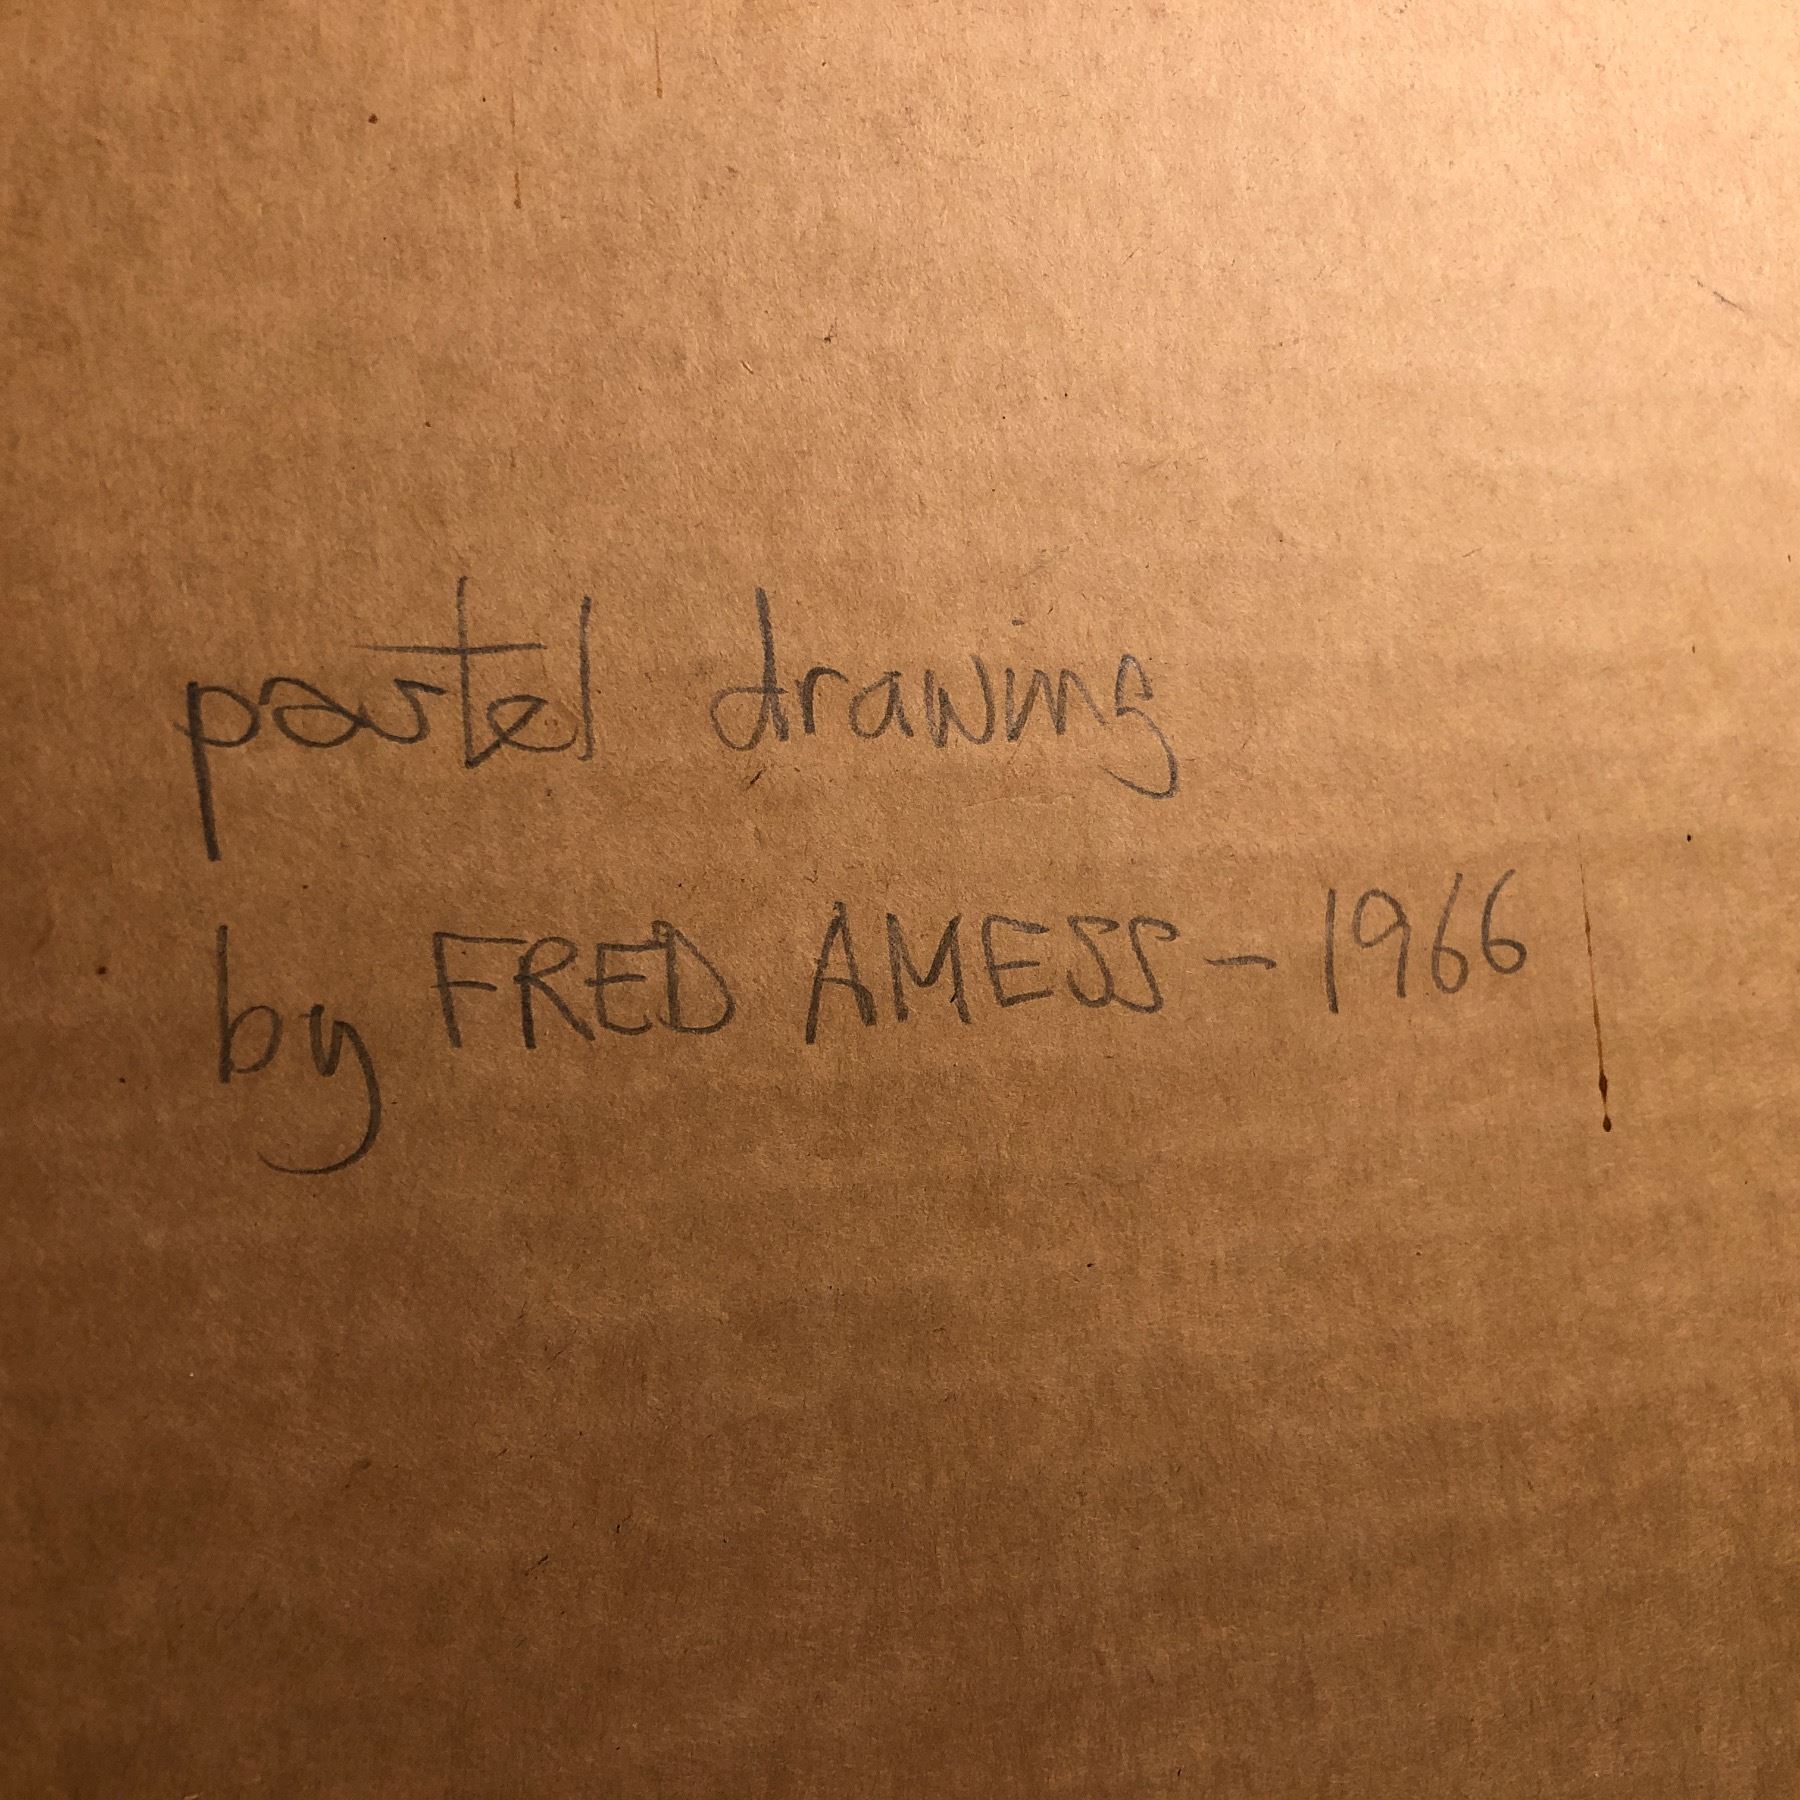 pastel drawing
by FRED AMESS - 1966